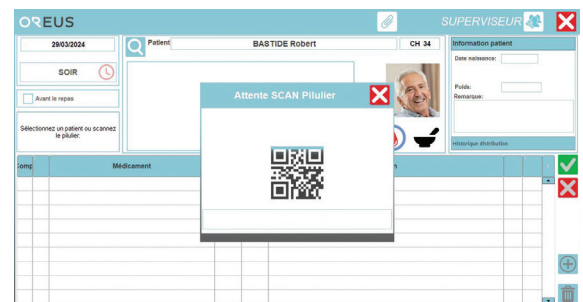 OREUS
SUPERVISEUR
29/03/2024
Patient
BASTIDE Robert
CH 34
Information patient
SOIR
Date naissance:
Avant le repas
Attente SCAN Pilulier
Poids:
Remarque:
Sélectionnez un patient ou scannez
le pilulier.
Historique distribution
Comp
Médicament